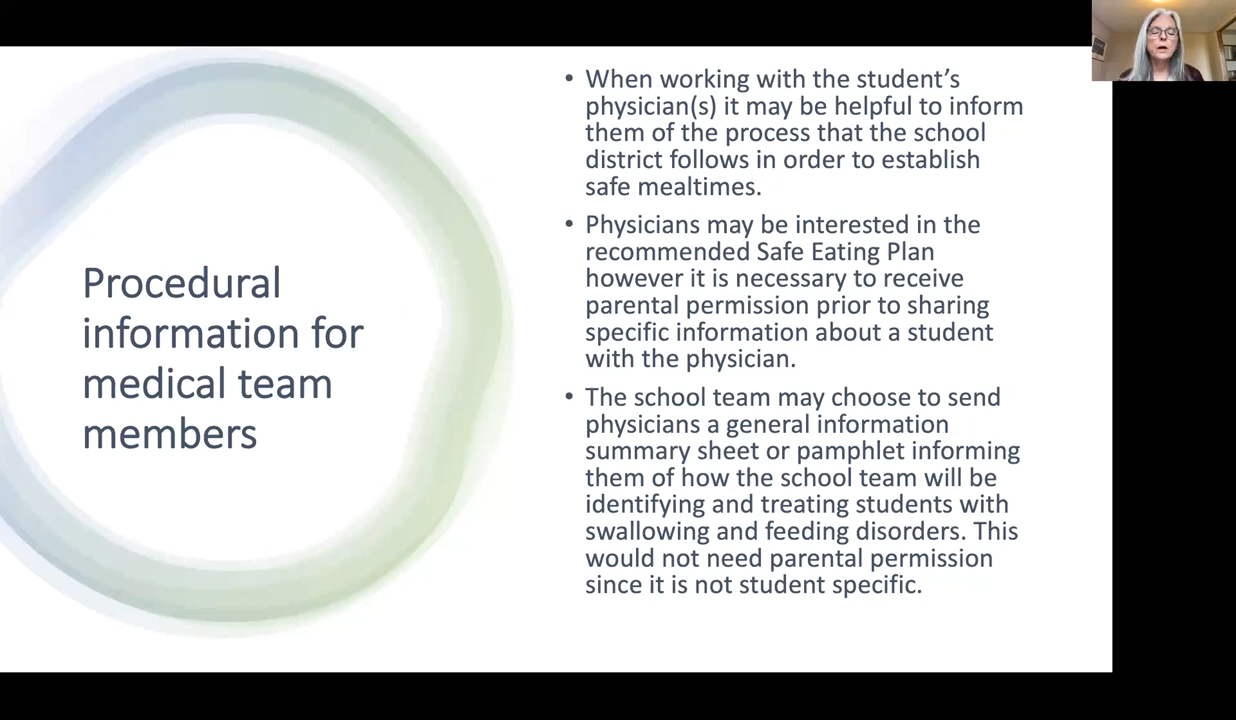 Procedural
information for
medical team
members
• When working with the student’s
physician(s) it may be helpful to inform
them of the process that the school
district follows in order to establish
safe mealtimes.
• Physicians may be interested in the
recommended Safe Eating Plan
however it is necessary to receive
parental permission prior to sharing
specific information about a student
with the physician.
• The school team may choose to send
physicians a general information
summary sheet or pamphlet informing
them of how the school team will be
identifying and treating students with
swallowing and feeding disorders. This
would not need parental permission
since it is not student specific.